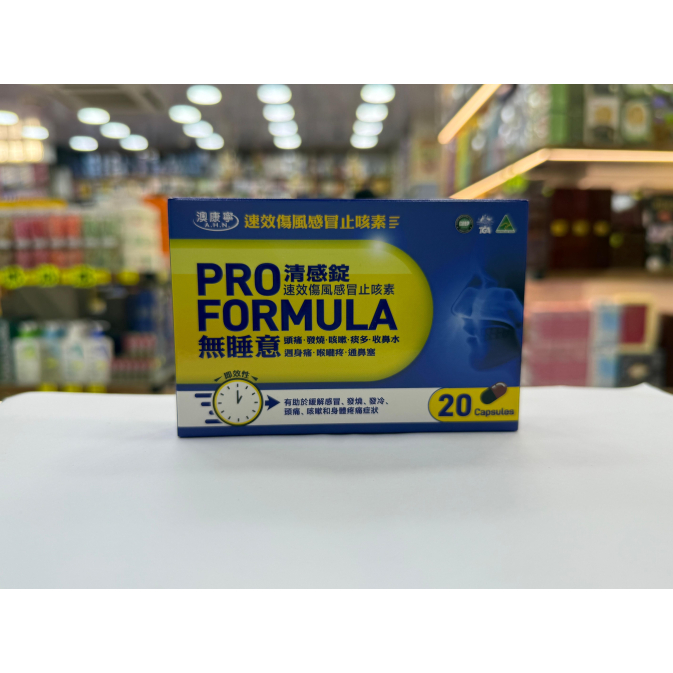 澳康寧
A.H.N.
速效傷風感冒止咳素
PRO
FORMULA
清感錠
速效傷風感冒止咳素
無睡意
頭痛·發燒·咳嗽·痰多·收鼻水
週身痛·喉嚨疼·通鼻塞
即效性
有助於緩解感冒、發燒、發冷、
頭痛、咳嗽和身體疼痛症狀
20 Capsules